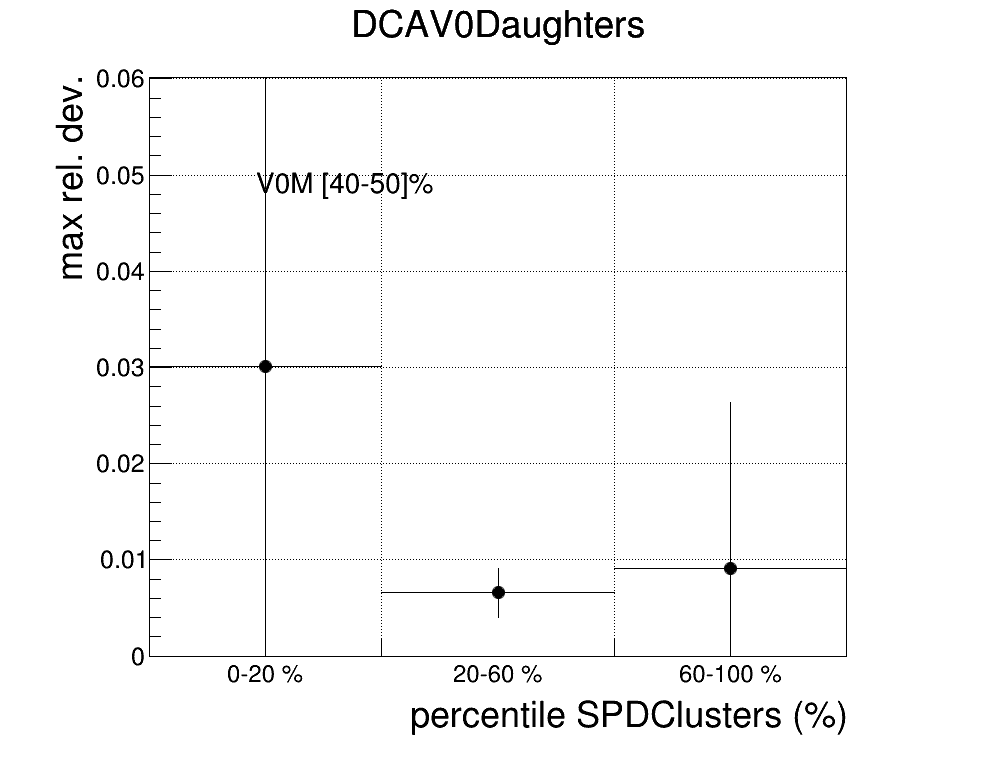 DCAV0Daughters
max rel. dev.
0.06
0.05
V0M [40-50]%
0.04
0.03
0.02
0.01
0
0-20 % 20-60 % 60-100 %
percentile SPDClusters (%)